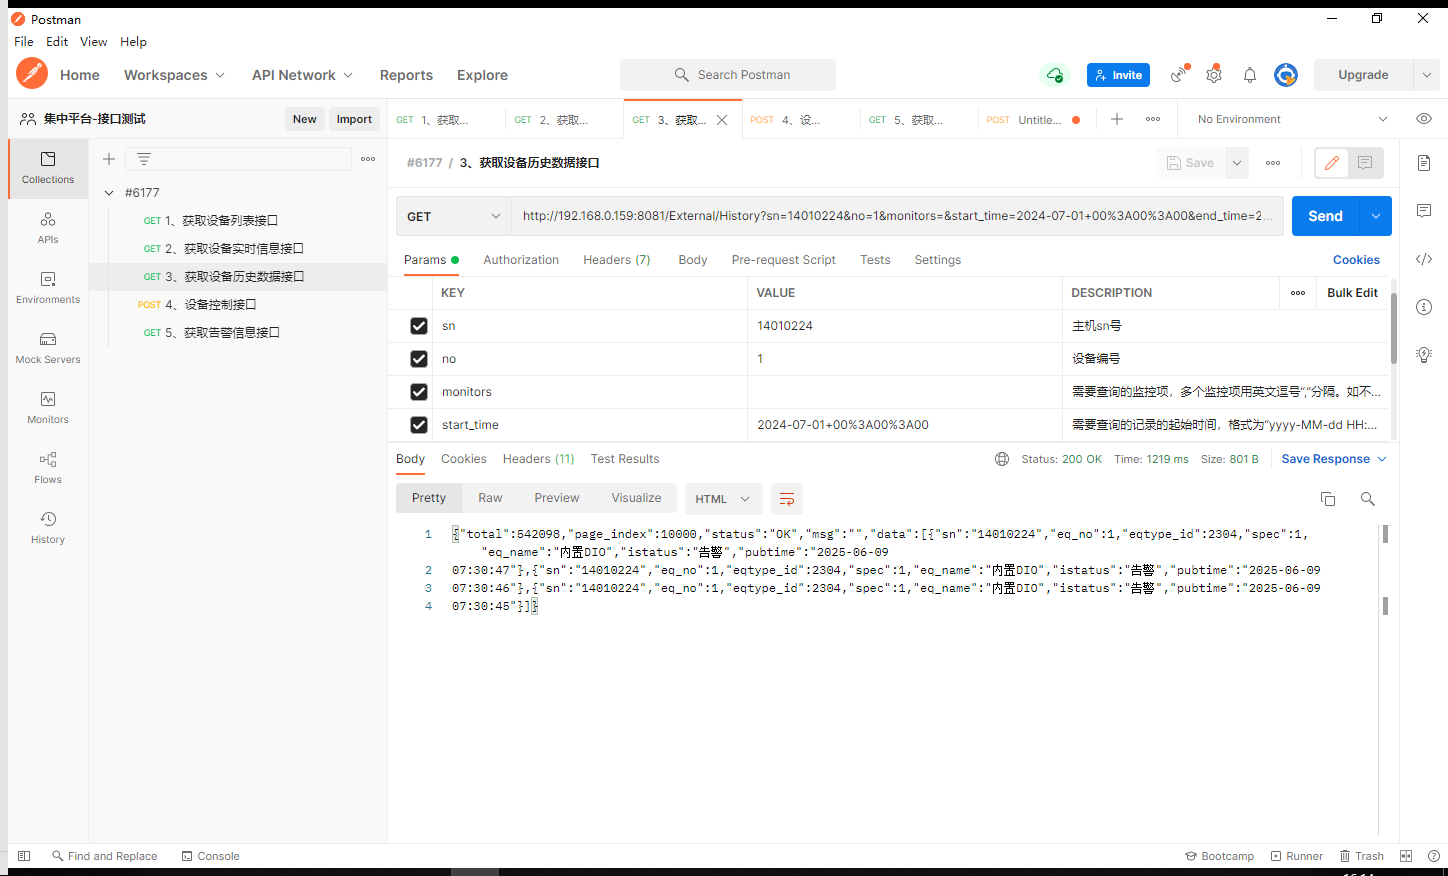 Postman
File Edit View Help
Home Workspaces API Network Reports Explore Search Postman Invite Upgrade
集中平台-接口测试 New Import
GET 1、获取... GET 2、获取... GET 3、获取... POST 4、设... GET 5、获取... POST Untitle... No Environment
Collections
APIs
Environments
Mock Servers
Monitors
Flows
History
#6177
GET 1、获取设备列表接口
GET 2、获取设备实时信息接口
GET 3、获取设备历史数据接口
POST 4、设备控制接口
GET 5、获取告警信息接口
#6177 / 3、获取设备历史数据接口 Save
GET http://192.168.0.159:8081/External/History?sn=14010224&no=1&monitors=&start_time=2024-07-01+00%3A00%3A00&end_time=2... Send
Params Authorization Headers (7) Body Pre-request Script Tests Settings Cookies
KEY VALUE DESCRIPTION Bulk Edit
sn 14010224 主机sn号
no 1 设备编号
monitors 需要查询的监控项，多个监控项用英文逗号“,”分隔。如不...
start_time 2024-07-01+00%3A00%3A00 需要查询的记录的起始时间，格式为“yyyy-MM-dd HH:...
Body Cookies Headers (11) Test Results Status: 200 OK Time: 1219 ms Size: 801 B Save Response
Pretty Raw Preview Visualize HTML
1 {"total":542098,"page_index":10000,"status":"OK","msg":"","data":[{"sn":"14010224","eq_no":1,"eqtype_id":2304,"spec":1,
"eq_name":"内置DIO","istatus":"告警","pubtime":"2025-06-09
2 07:30:47"},{"sn":"14010224","eq_no":1,"eqtype_id":2304,"spec":1,"eq_name":"内置DIO","istatus":"告警","pubtime":"2025-06-09
3 07:30:46"},{"sn":"14010224","eq_no":1,"eqtype_id":2304,"spec":1,"eq_name":"内置DIO","istatus":"告警","pubtime":"2025-06-09
4 07:30:45"}]}
Find and Replace Console Bootcamp Runner Trash